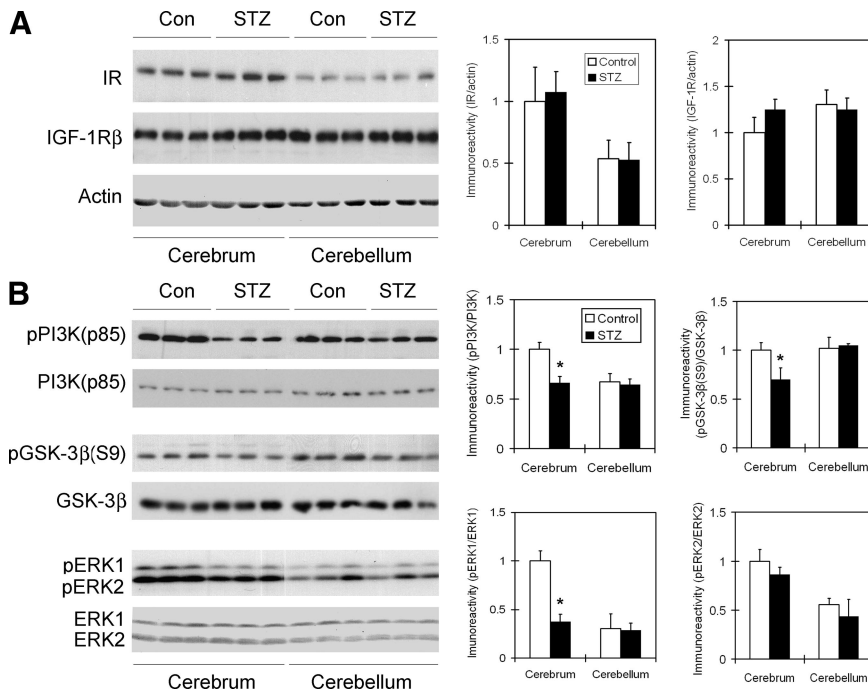 A
Con STZ Con STZ
IR
IGF-1Rβ
Actin
Cerebrum Cerebellum
Immunoreactivity (IR/actin)
1.5
1
0.5
0
Control
STZ
Cerebrum Cerebellum
Immunoreactivity (IGF-1R/actin)
2
1.5
1
0.5
0
Cerebrum Cerebellum
B
Con STZ Con STZ
pPI3K(p85)
PI3K(p85)
pGSK-3β(S9)
GSK-3β
pERK1
pERK2
ERK1
ERK2
Cerebrum Cerebellum
Immunoreactivity (pPI3K/PI3K)
1.5
1
0.5
0
Control
STZ
*
Cerebrum Cerebellum
Immunoreactivity
(pGSK-3β(S9)/GSK-3β)
1.5
1
0.5
0
*
Cerebrum Cerebellum
Imunoreactivity (pERK1/ERK1)
1.5
1
0.5
0
*
Cerebrum Cerebellum
Immunoreactivity (pERK2/ERK2)
1.5
1
0.5
0
Cerebrum Cerebellum